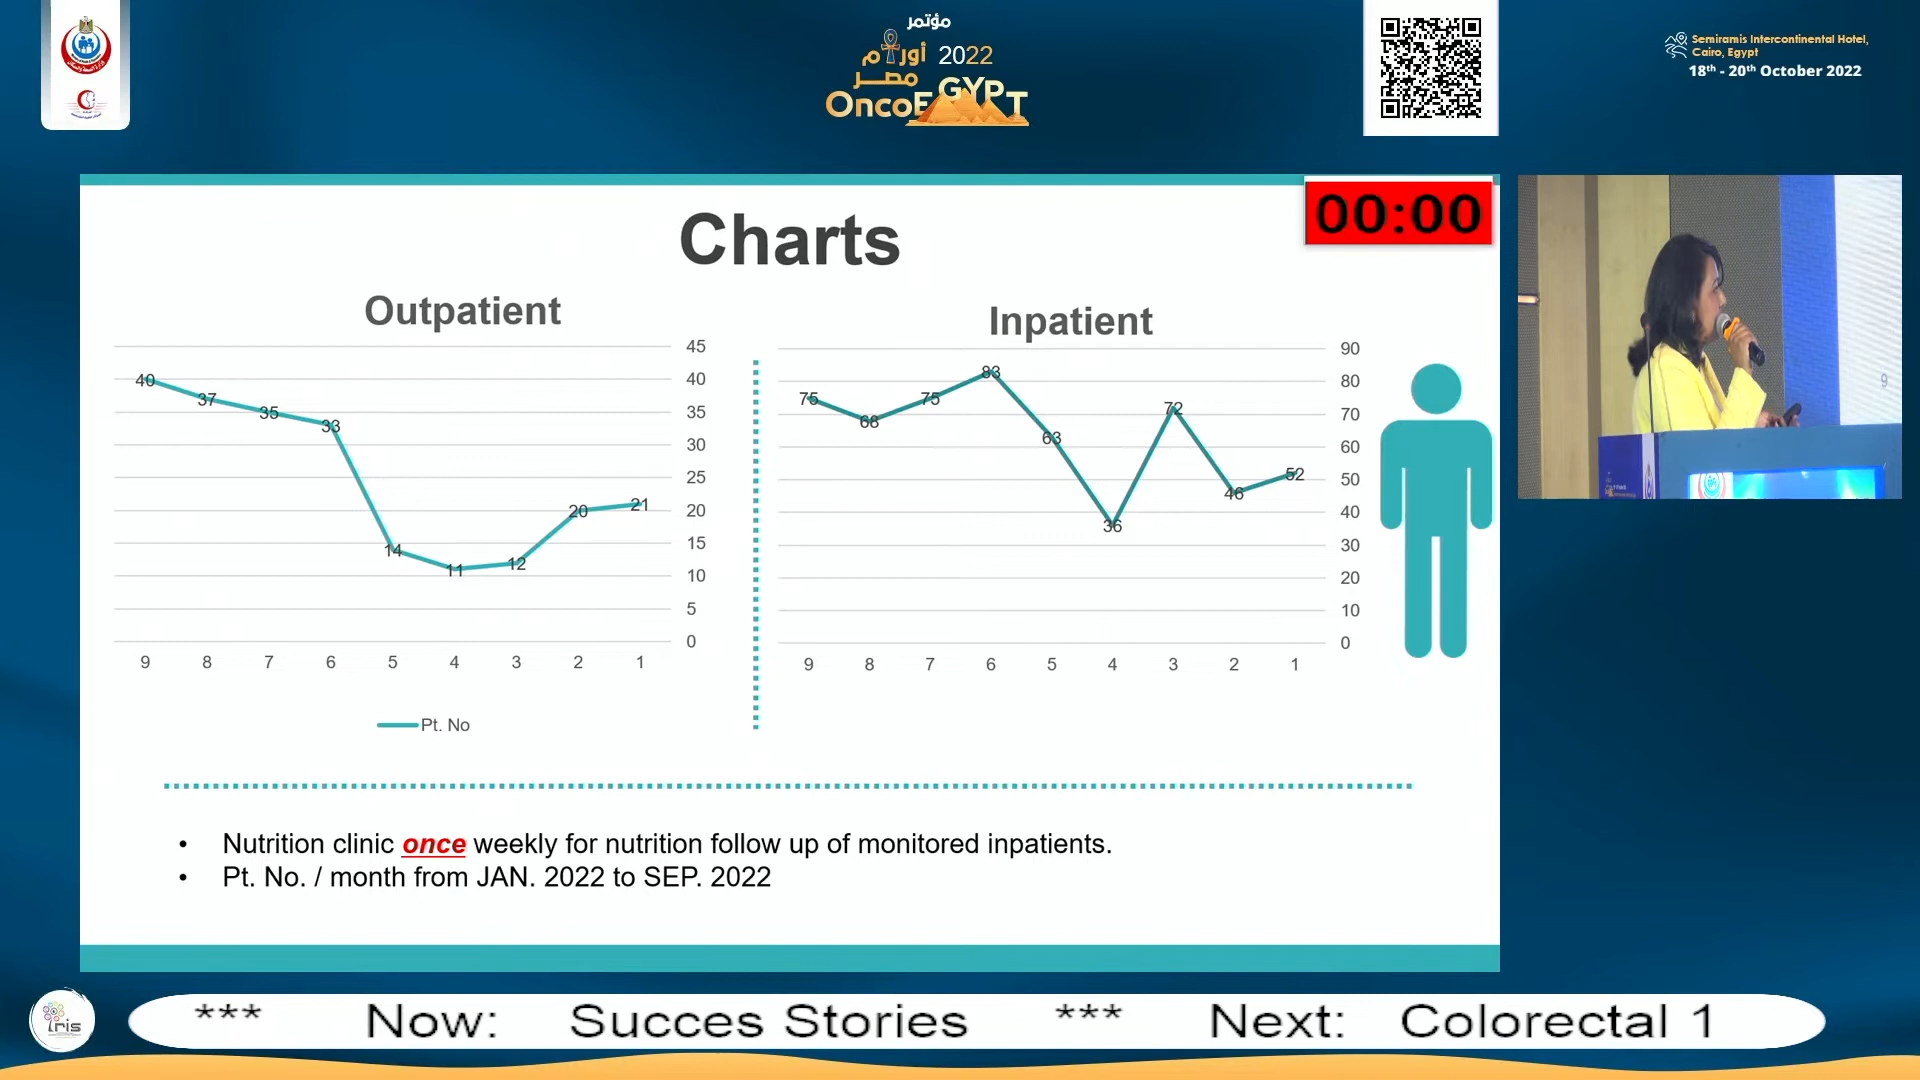 مؤتمر
أورام 2022
مصر
OncoEGYPT
Semiramis Intercontinental Hotel,
Cairo, Egypt
18th - 20th October 2022
00:00
Charts
Outpatient
45
40
35
30
25
20
15
10
5
0
40
37
35
33
14
11
12
20
21
9 8 7 6 5 4 3 2 1
Pt. No
Inpatient
90
80
70
60
50
40
30
20
10
0
75
68
75
83
63
36
72
46
52
9 8 7 6 5 4 3 2 1
• Nutrition clinic once weekly for nutrition follow up of monitored inpatients.
• Pt. No. / month from JAN. 2022 to SEP. 2022
9
iris
*** Now: Succes Stories *** Next: Colorectal 1